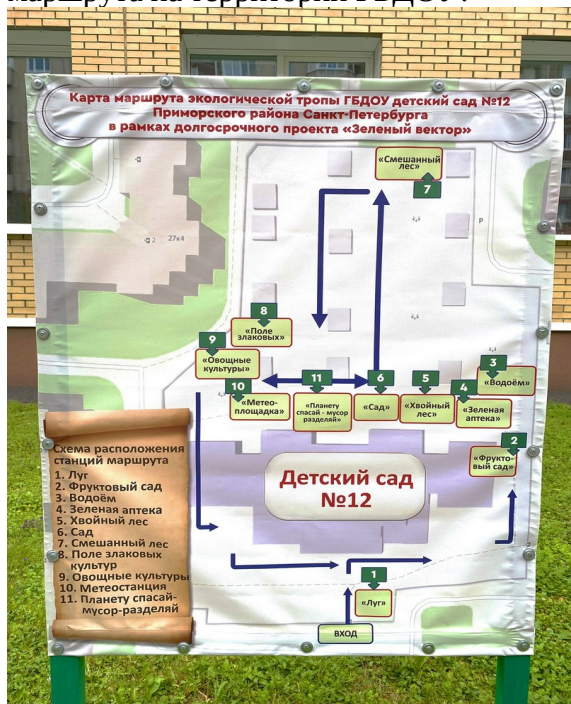 Карта маршрута экологической тропы ГБДОУ детский сад №12
Приморского района Санкт-Петербурга
в рамках долгосрочного проекта «Зеленый вектор»
«Смешанный
лес»
7
27к4
2
р
8
«Поле
злаковых»
9
«Овощные
культуры»
10
«Метео-
площадка»
11
«Планету
спасай - мусор
разделяй»
6
«Сад»
5
«Хвойный
лес»
4
«Зеленая
аптека»
3
«Водоём»
2
«Фрукто-
вый сад»
Детский сад
№12
1
«Луг»
ВХОД
Схема расположения
станций маршрута
1. Луг
2. Фруктовый сад
3. Водоём
4. Зеленая аптека
5. Хвойный лес
6. Сад
7. Смешанный лес
8. Поле злаковых
культур
9. Овощные культуры
10. Метеостанция
11. Планету спасай-
мусор-разделяй